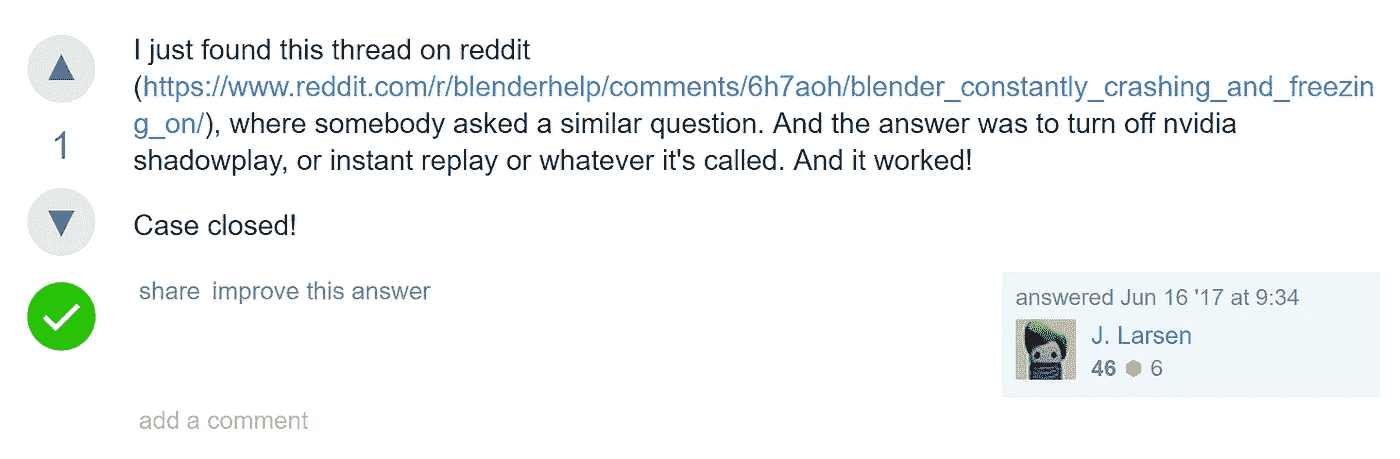 I just found this thread on reddit
(https://www.reddit.com/r/blenderhelp/comments/6h7aoh/blender_constantly_crashing_and_freezin
g_on/), where somebody asked a similar question. And the answer was to turn off nvidia
shadowplay, or instant replay or whatever it's called. And it worked!
1
Case closed!
share improve this answer
answered Jun 16 '17 at 9:34
J. Larsen
46 6
add a comment